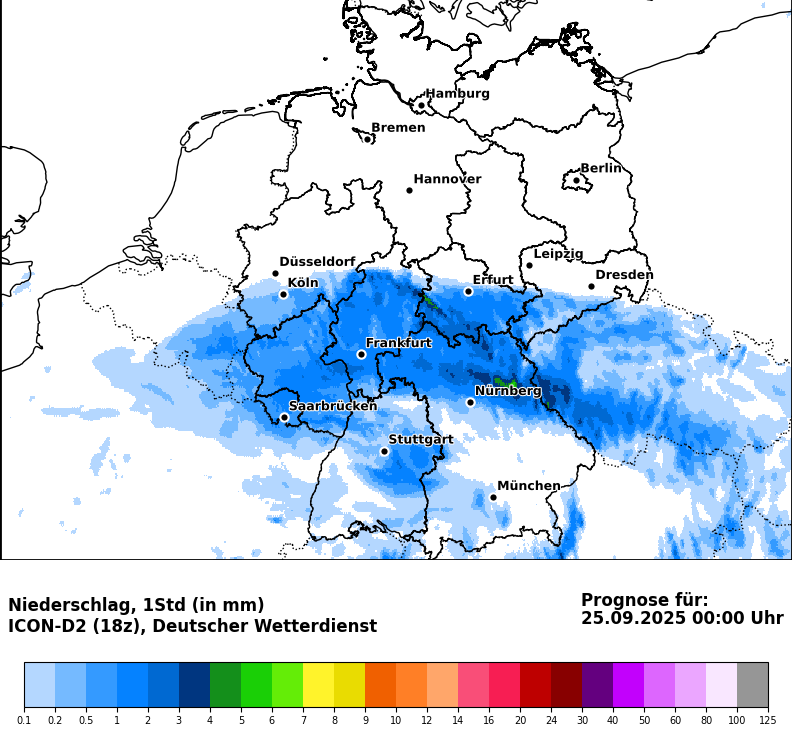 Hamburg
Bremen
Berlin
Hannover
Leipzig
Düsseldorf
Dresden
Köln
Erfurt
Frankfurt
Nürnberg
Saarbrücken
Stuttgart
München
Niederschlag, 1Std (in mm)
ICON-D2 (18z), Deutscher Wetterdienst
Prognose für:
25.09.2025 00:00 Uhr
0.1 0.2 0.5 1 2 3 4 5 6 7 8 9 10 12 14 16 20 24 30 40 50 60 80 100 125